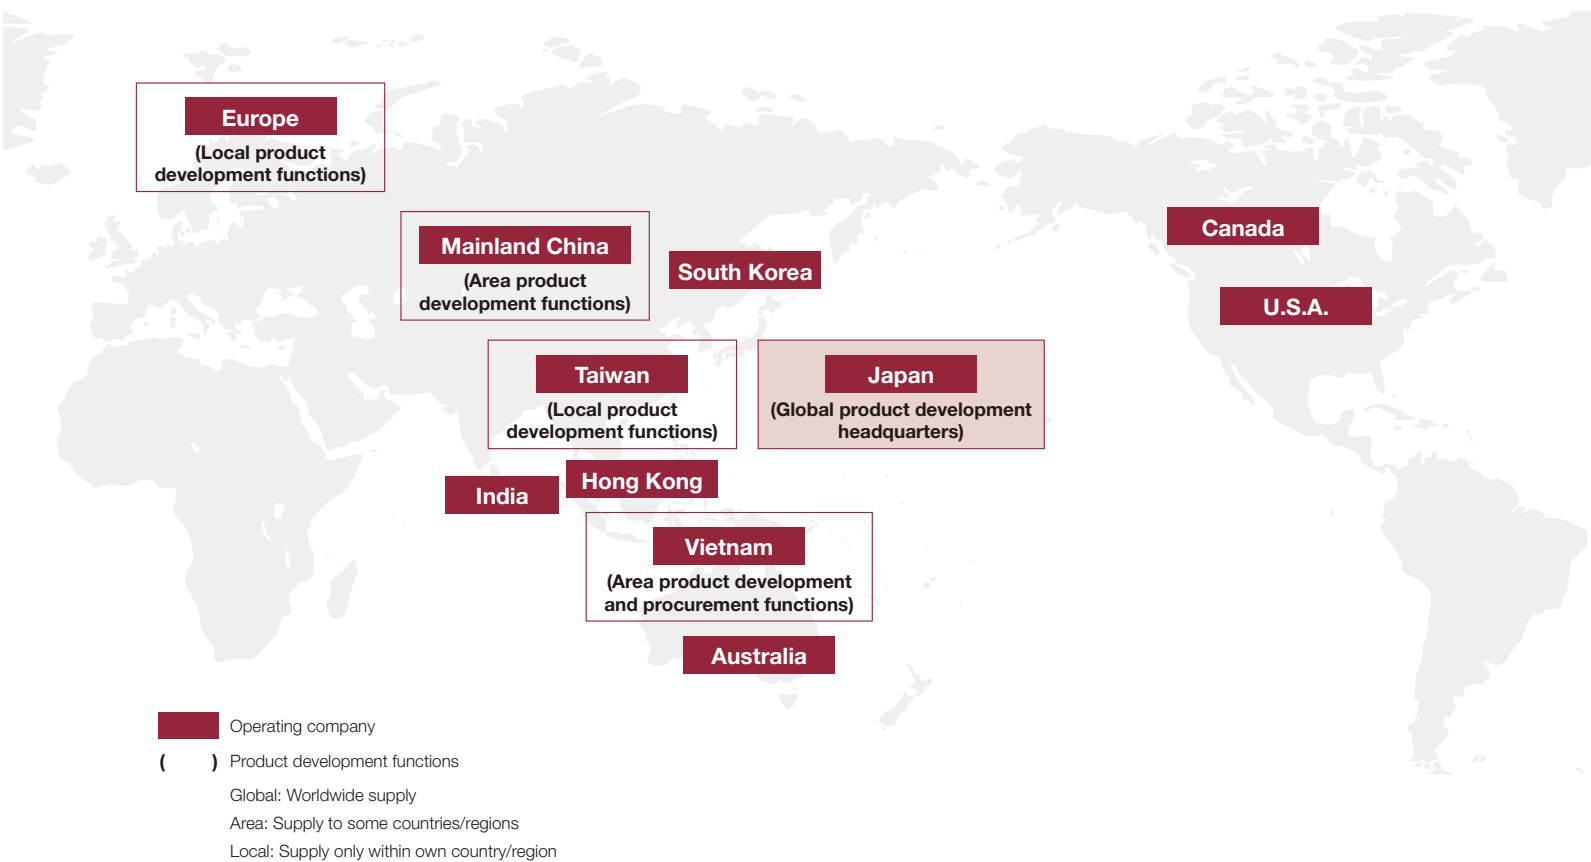 Europe
(Local product
development functions)
Mainland China
(Area product
development functions)
South Korea
Canada
U.S.A.
Taiwan
(Local product
development functions)
Japan
(Global product development
headquarters)
India
Hong Kong
Vietnam
(Area product development
and procurement functions)
Australia
Operating company
( ) Product development functions
Global: Worldwide supply
Area: Supply to some countries/regions
Local: Supply only within own country/region